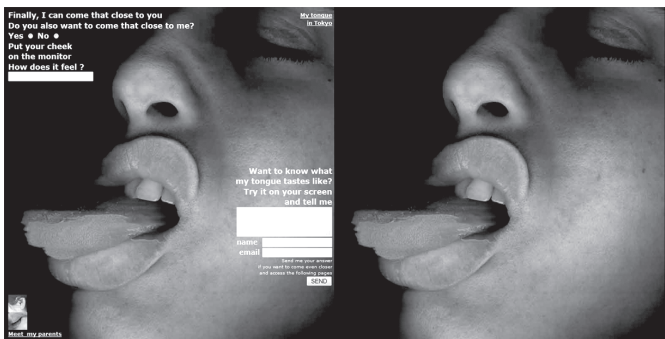 Finally, I can come that close to you
Do you also want to come that close to me?
Yes No
Put your cheek
on the monitor
How does it feel ?
My tongue
in Tokyo
Want to know what
my tongue tastes like?
Try it on your screen
and tell me
name
email
Send me your answer
if you want to come even closer
and access the following pages
SEND
Meet my parents